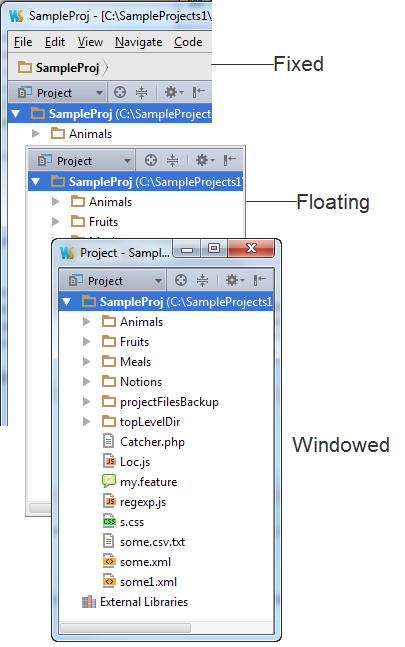 SampleProj - [C:\SampleProjects1\
File Edit View Navigate Code
SampleProj
Fixed
Project
SampleProj (C:\SampleProject
Animals
Project
SampleProj (C:\SampleProjects1\
Animals
Floating
Fruits
Project - Sampl...
Project
SampleProj (C:\SampleProjects1
Animals
Fruits
Meals
Notions
projectFilesBackup
topLevelDir
Catcher.php
Windowed
Loc.js
my.feature
regexp.js
s.css
some.csv.txt
some.xml
some1.xml
External Libraries